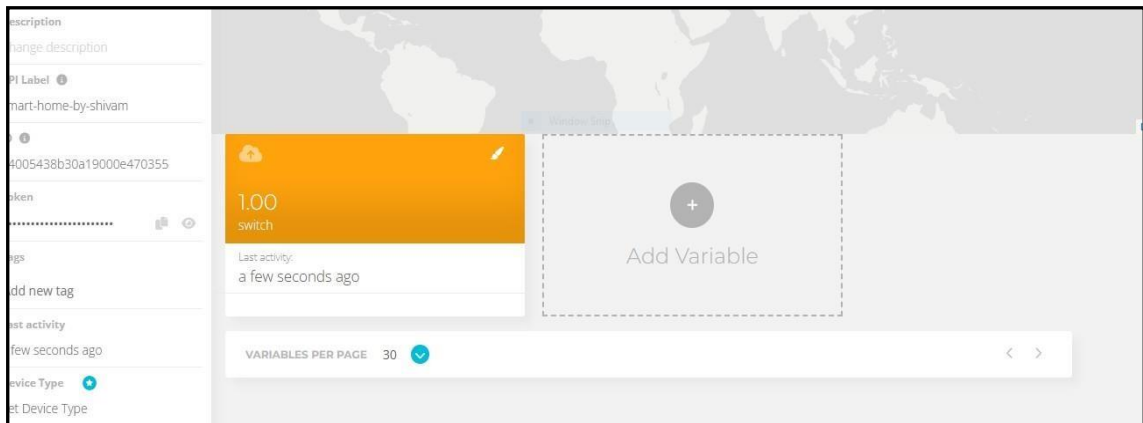 escription
hange description
PI Label
mart-home-by-shivam
4005438b30a19000e470355
oken
ags
dd new tag
ast activity
few seconds ago
evice Type
et Device Type
1.00
switch
Last activity:
a few seconds ago
+
Add Variable
VARIABLES PER PAGE 30
< >
Window Snip